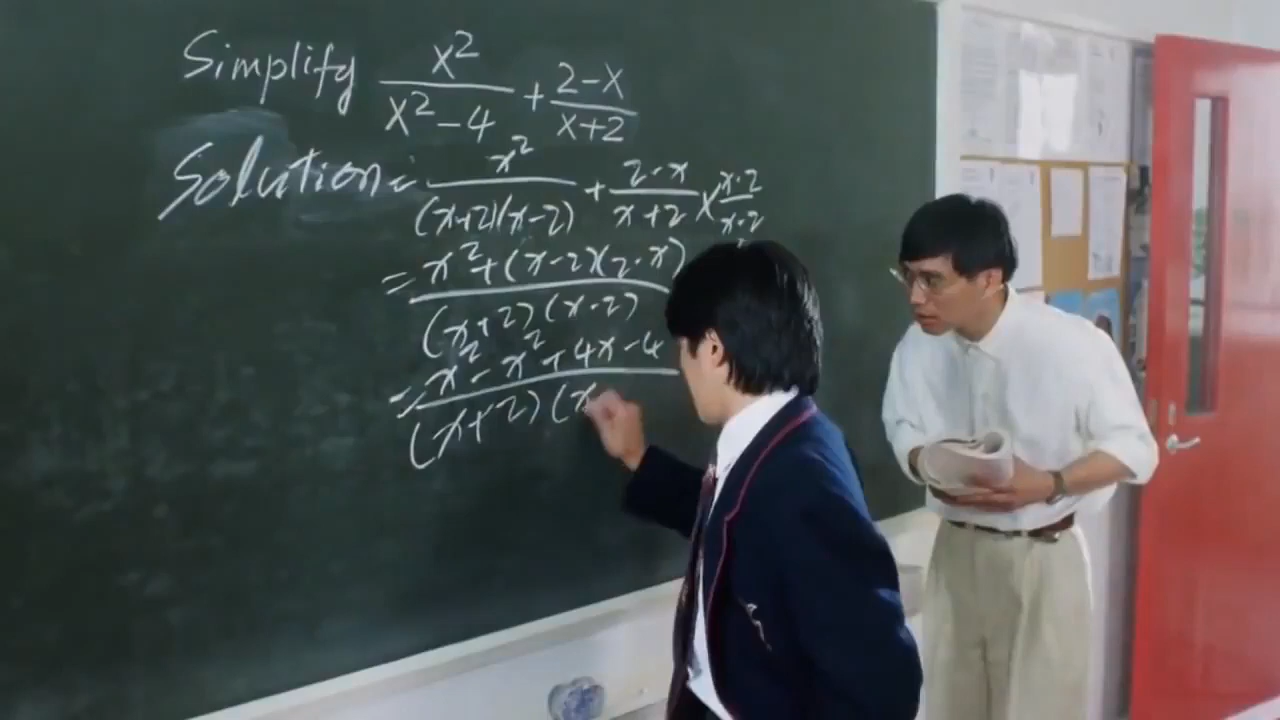 Simplify x²/(x²-4) + (2-x)/(x+2)
Solution: x²/((x+2)(x-2)) + (2-x)/(x+2) × (x-2)/(x-2)
= (x²+(x-2)(2-x))/((x+2)(x-2))
= (x²-x²+4x-4)/((x+2)(x